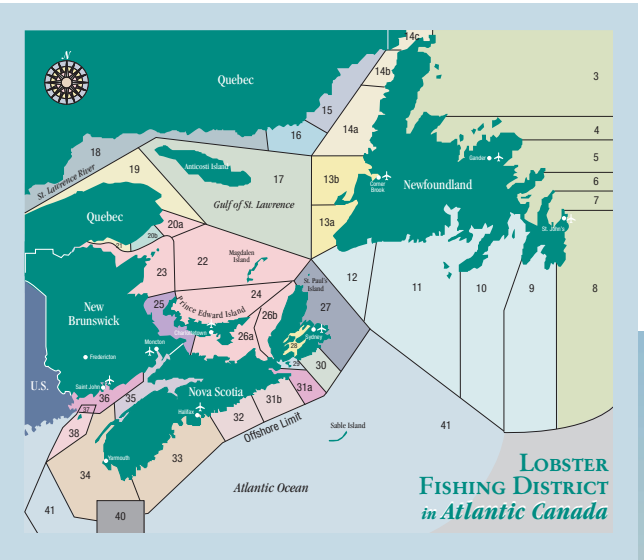 N
14c
Quebec
14b
3
15
14a
16
4
18
Gander
5
Anticosti Island
19
17
13b
Corner
Brook
Newfoundland
6
7
St. Lawrence River
Gulf of St. Lawrence
Quebec
20a
13a
St. John's
20b
21
Magdalen
Island
22
23
St. Paul's
Island
12
11
10
9
8
24
25
Prince Edward Island
27
New
Brunswick
26b
Charlottetown
26a
Sydney
28
Moncton
Fredericton
29
30
U.S.
Saint John
36
35
Nova Scotia
31a
31b
37
Halifax
32
Offshore Limit
Sable Island
41
38
Yarmouth
33
34
Atlantic Ocean
41
40
LOBSTER
FISHING DISTRICT
in Atlantic Canada